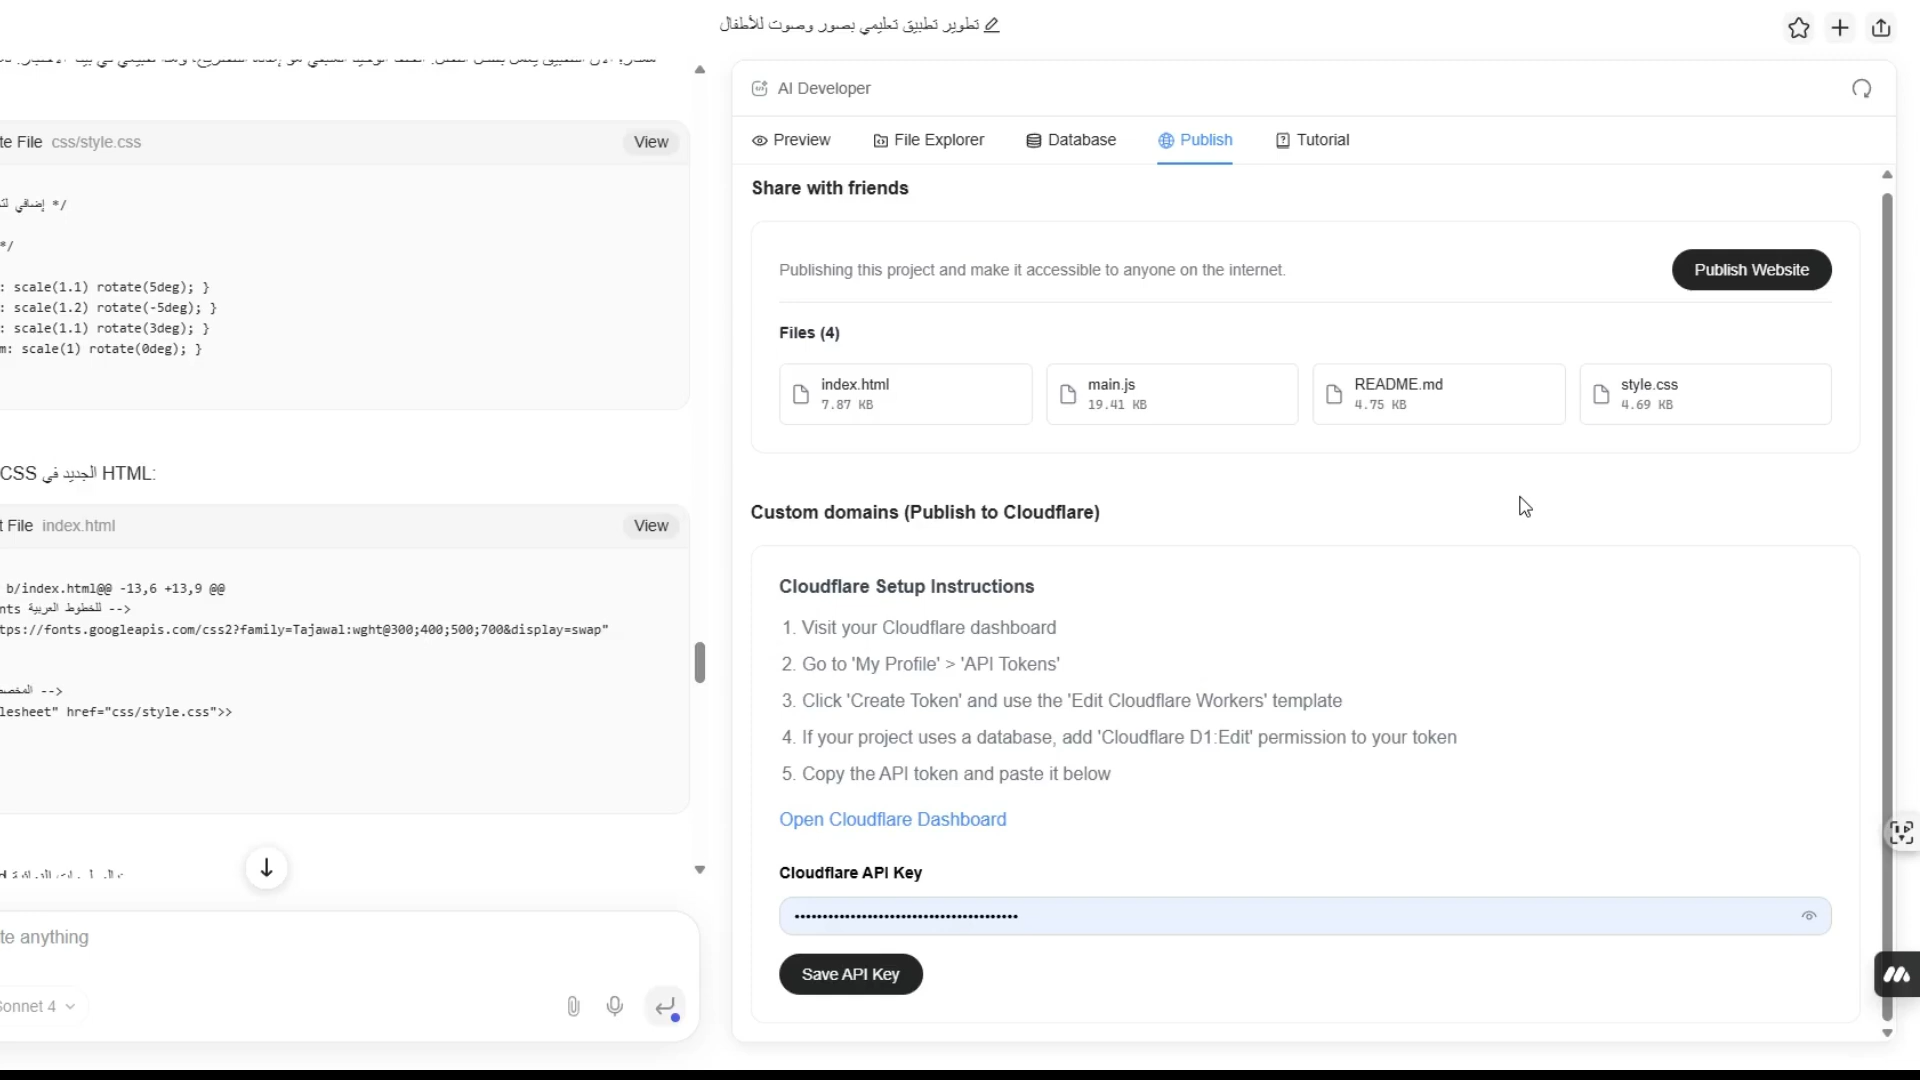 تطوير تطبيق تعليمي بصور وصوت للأطفال
te File css/style.css
View
إضافي */
*/
: scale(1.1) rotate(5deg); }
: scale(1.2) rotate(-5deg); }
: scale(1.1) rotate(3deg); }
m: scale(1) rotate(0deg); }
CSS الجديد في HTML:
t File index.html
View
b/index.html@@ -13,6 +13,9 @@
nts للخطوط العربية -->
tps://fonts.googleapis.com/css2?family=Tajawal:wght@300;400;500;700&display=swap"
-->
lesheet" href="css/style.css">>
te anything
Sonnet 4
AI Developer
Preview
File Explorer
Database
Publish
Tutorial
Share with friends
Publishing this project and make it accessible to anyone on the internet.
Publish Website
Files (4)
index.html
7.87 KB
main.js
19.41 KB
README.md
4.75 KB
style.css
4.69 KB
Custom domains (Publish to Cloudflare)
Cloudflare Setup Instructions
1. Visit your Cloudflare dashboard
2. Go to 'My Profile' > 'API Tokens'
3. Click 'Create Token' and use the 'Edit Cloudflare Workers' template
4. If your project uses a database, add 'Cloudflare D1:Edit' permission to your token
5. Copy the API token and paste it below
Open Cloudflare Dashboard
Cloudflare API Key
Save API Key